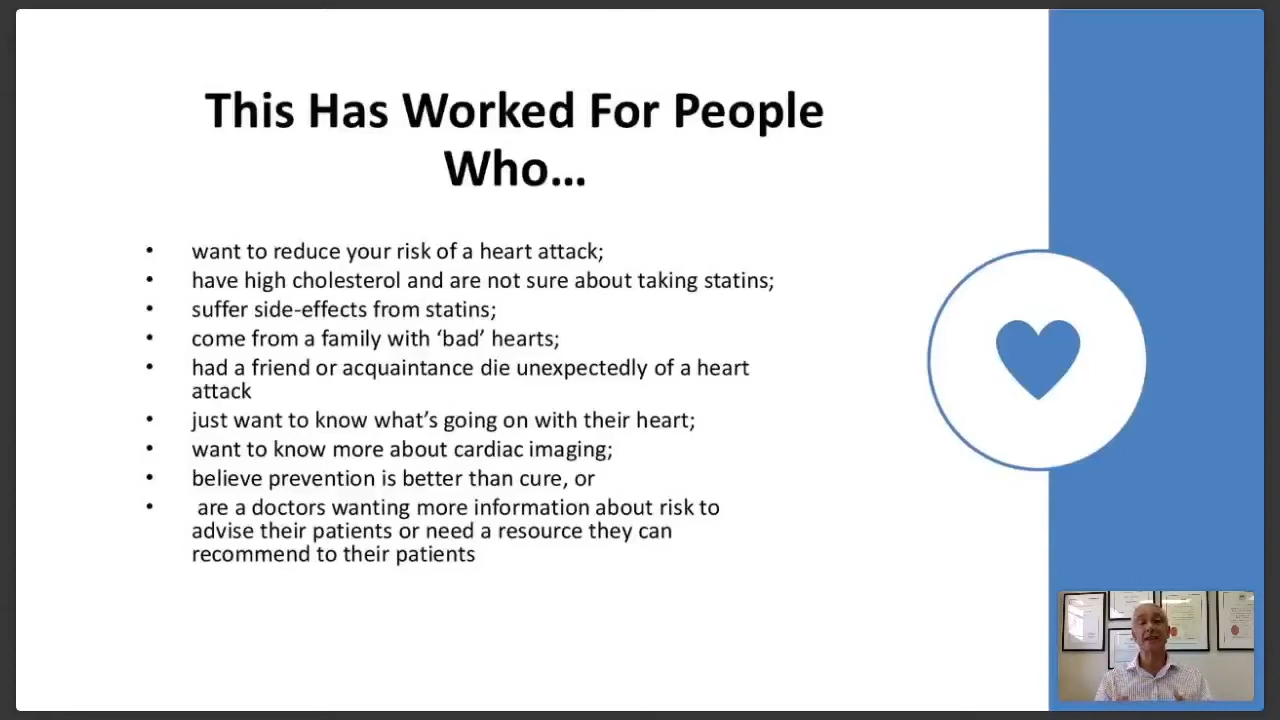 This Has Worked For People
Who...
• want to reduce your risk of a heart attack;
• have high cholesterol and are not sure about taking statins;
• suffer side-effects from statins;
• come from a family with ‘bad’ hearts;
• had a friend or acquaintance die unexpectedly of a heart
attack
• just want to know what’s going on with their heart;
• want to know more about cardiac imaging;
• believe prevention is better than cure, or
• are a doctors wanting more information about risk to
advise their patients or need a resource they can
recommend to their patients